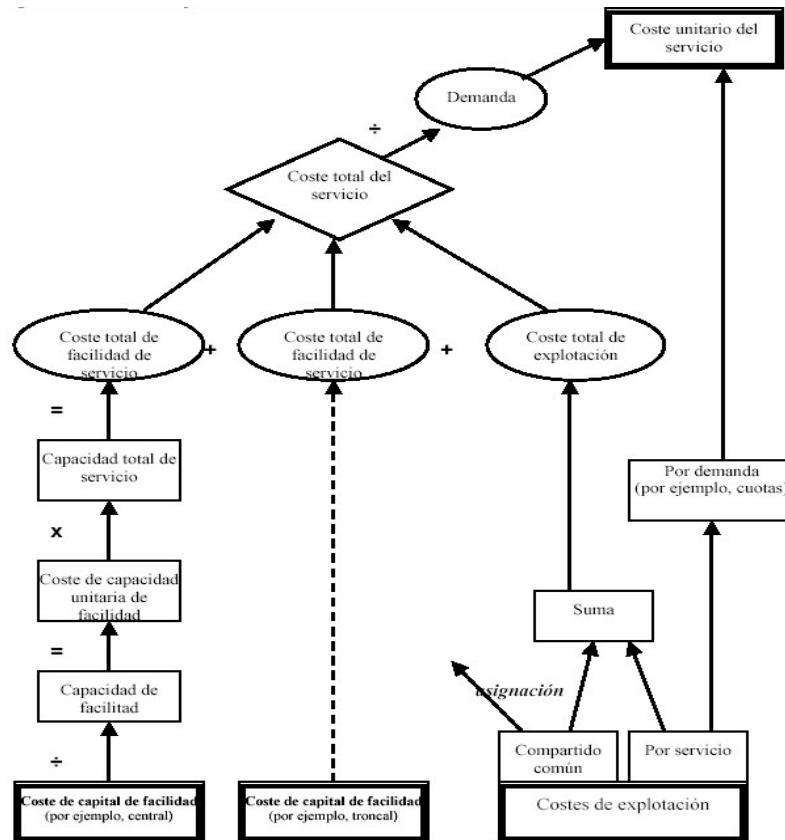 Coste unitario del
servicio
Demanda
÷
Coste total del
servicio
Coste total de
facilidad de
servicio
+
Coste total de
facilidad de
servicio
+
Coste total de
explotación
=
Capacidad total de
servicio
Por demanda
(por ejemplo, cuotas)
x
Coste de capacidad
unitaria de
facilidad
Suma
=
Capacidad de
facilitad
asignación
Compartido
común
Por servicio
÷
Coste de capital de facilidad
(por ejemplo, central)
Coste de capital de facilidad
(por ejemplo, troncal)
Costes de explotación